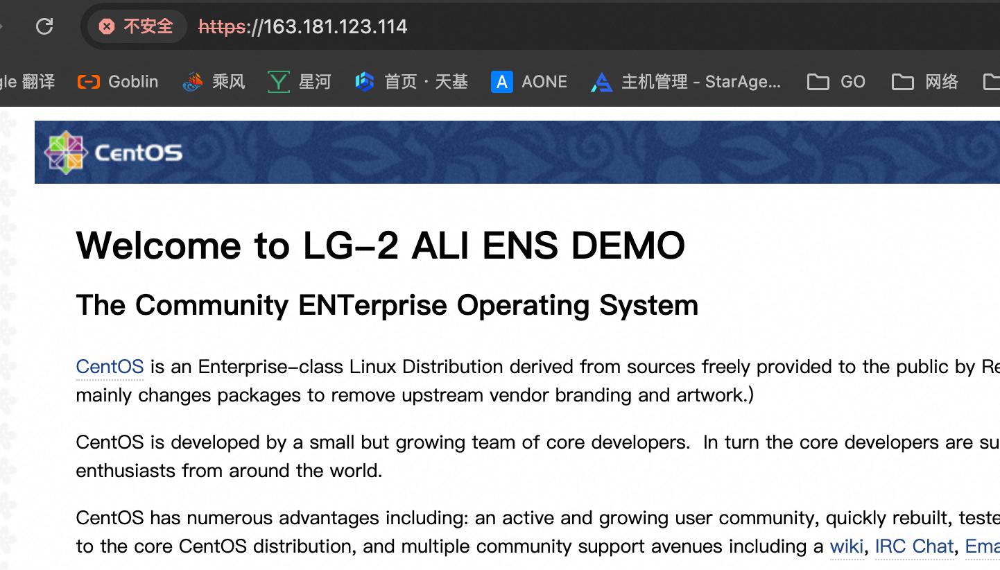 不安全 https://163.181.123.114
gle 翻译 Goblin 乘风 星河 首页 · 天基 A AONE 主机管理 - StarAge... GO 网络
CentOS
Welcome to LG-2 ALI ENS DEMO
The Community ENTerprise Operating System
CentOS is an Enterprise-class Linux Distribution derived from sources freely provided to the public by Re
mainly changes packages to remove upstream vendor branding and artwork.)
CentOS is developed by a small but growing team of core developers. In turn the core developers are su
enthusiasts from around the world.
CentOS has numerous advantages including: an active and growing user community, quickly rebuilt, teste
to the core CentOS distribution, and multiple community support avenues including a wiki, IRC Chat, Ema